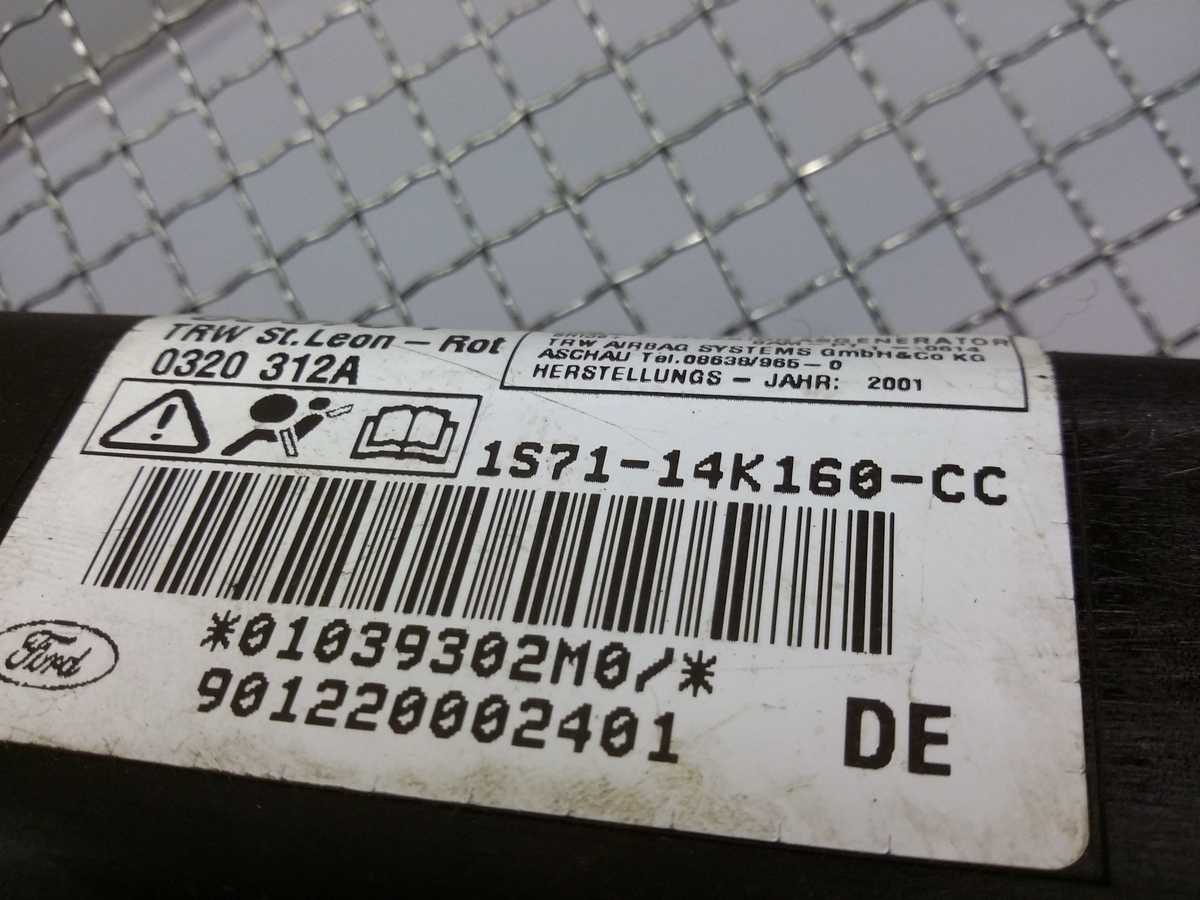 TRW St.Leon - Rot
0320 312A
GENERATOR
TRW AIRBAG SYSTEMS GmbH&Co KG
ASCHAU Tel.08638/965-0
HERSTELLUNGS - JAHR: 2001
1S71-14K160-CC
*01039302M0/*
901220002401
Ford
DE